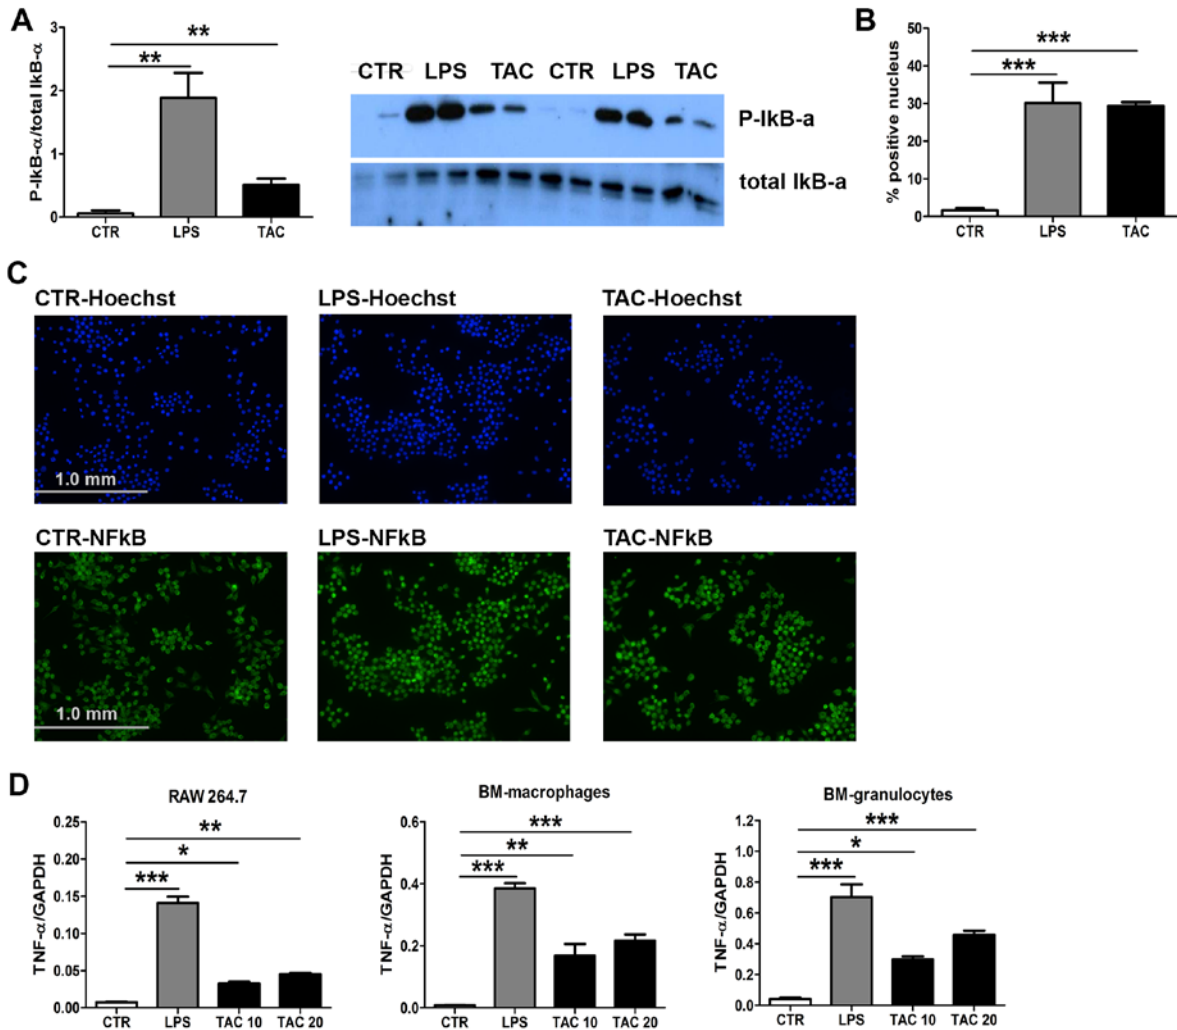 A
P-IkB-α/total IkB-α
3
2
1
0
**
**
CTR LPS TAC
CTR LPS TAC CTR LPS TAC
P-IkB-a
total IkB-a
B
% positive nucleus
50
40
30
20
10
0
***
***
CTR LPS TAC
C
CTR-Hoechst LPS-Hoechst TAC-Hoechst
1.0 mm
CTR-NFkB LPS-NFkB TAC-NFkB
1.0 mm
D
RAW 264.7
TNF-α/GAPDH
0.25
0.20
0.15
0.10
0.05
0.00
**
*
***
CTR LPS TAC 10 TAC 20
BM-macrophages
TNF-α/GAPDH
0.6
0.4
0.2
0.0
***
**
***
CTR LPS TAC 10 TAC 20
BM-granulocytes
TNF-α/GAPDH
1.2
1.0
0.8
0.6
0.4
0.2
0.0
***
*
***
CTR LPS TAC 10 TAC 20